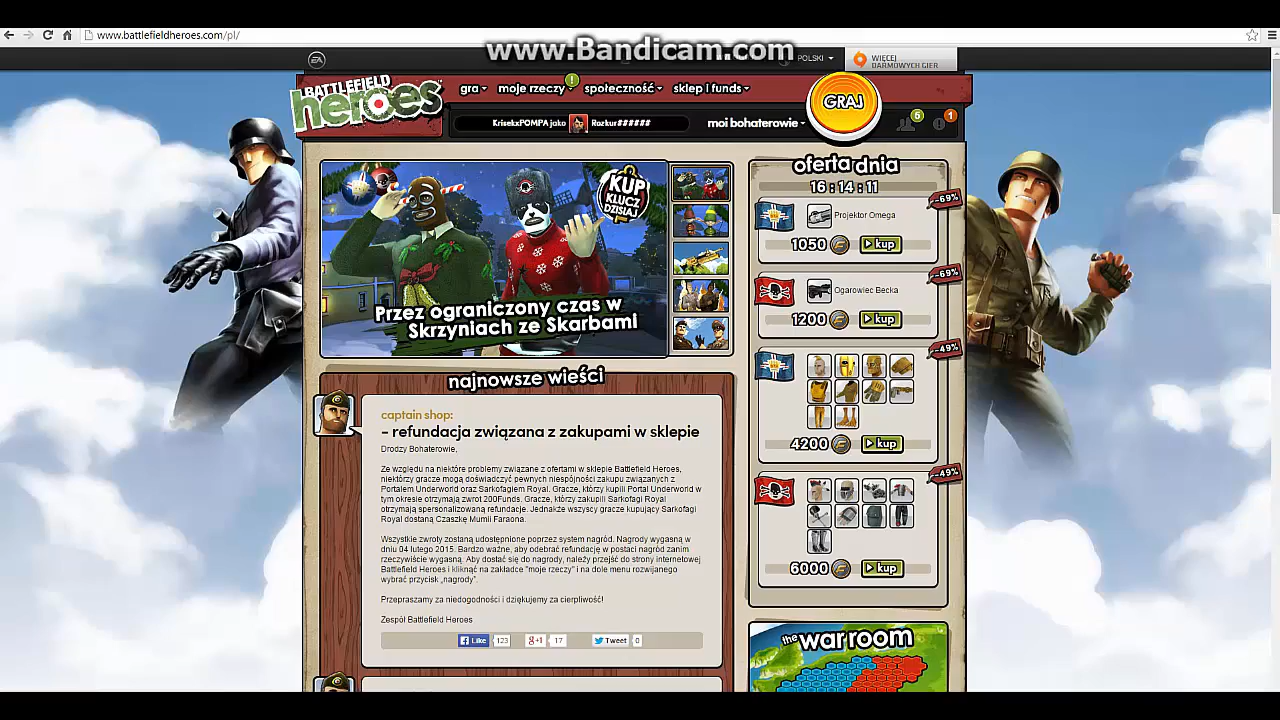 www.battlefieldheroes.com/pl/
www.Bandicam.com
EA
POLSKI
WIĘCEJ
DARMOWYCH GIER
BATTLEFIELD
heroes
gra
moje rzeczy
!
społeczność
sklep i funds
GRAJ
KrisekxPOMPA jako
Rozkur######
moi bohaterowie
6
1
KUP
KLUCZ
DZISIAJ
Przez ograniczony czas w
Skrzyniach ze Skarbami
oferta dnia
16:14:11
-69%
Projektor Omega
1050
kup
-69%
Ogarowiec Becka
1200
kup
-49%
4200
kup
-49%
6000
kup
najnowsze wieści
captain shop:
- refundacja związana z zakupami w sklepie
Drodzy Bohaterowie,
Ze względu na niektóre problemy związane z ofertami w sklepie Battlefield Heroes,
niektórzy gracze mogą doświadczyć pewnych niespójności zakupu związanych z
Portalem Underworld oraz Sarkofagiem Royal. Gracze, którzy kupili Portal Underworld w
tym okresie otrzymają zwrot 200Funds. Gracze, którzy zakupili Sarkofagi Royal
otrzymają spersonalizowaną refundacje. Jednakże wszyscy gracze kupujący Sarkofagi
Royal dostaną Czaszkę Mumii Faraona.
Wszystkie zwroty zostaną udostępnione poprzez system nagród. Nagrody wygasną w
dniu 04 lutego 2015. Bardzo ważne, aby odebrać refundację w postaci nagród zanim
rzeczywiście wygasną. Aby dostać się do nagrody, należy przejść do strony internetowej
Battlefield Heroes i kliknąć na zakładce "moje rzeczy" i na dole menu rozwijanego
wybrać przycisk „nagrody".
Przepraszamy za niedogodności i dziękujemy za cierpliwość!
Zespół Battlefield Heroes
Like
123
+1
17
Tweet
0
the war room